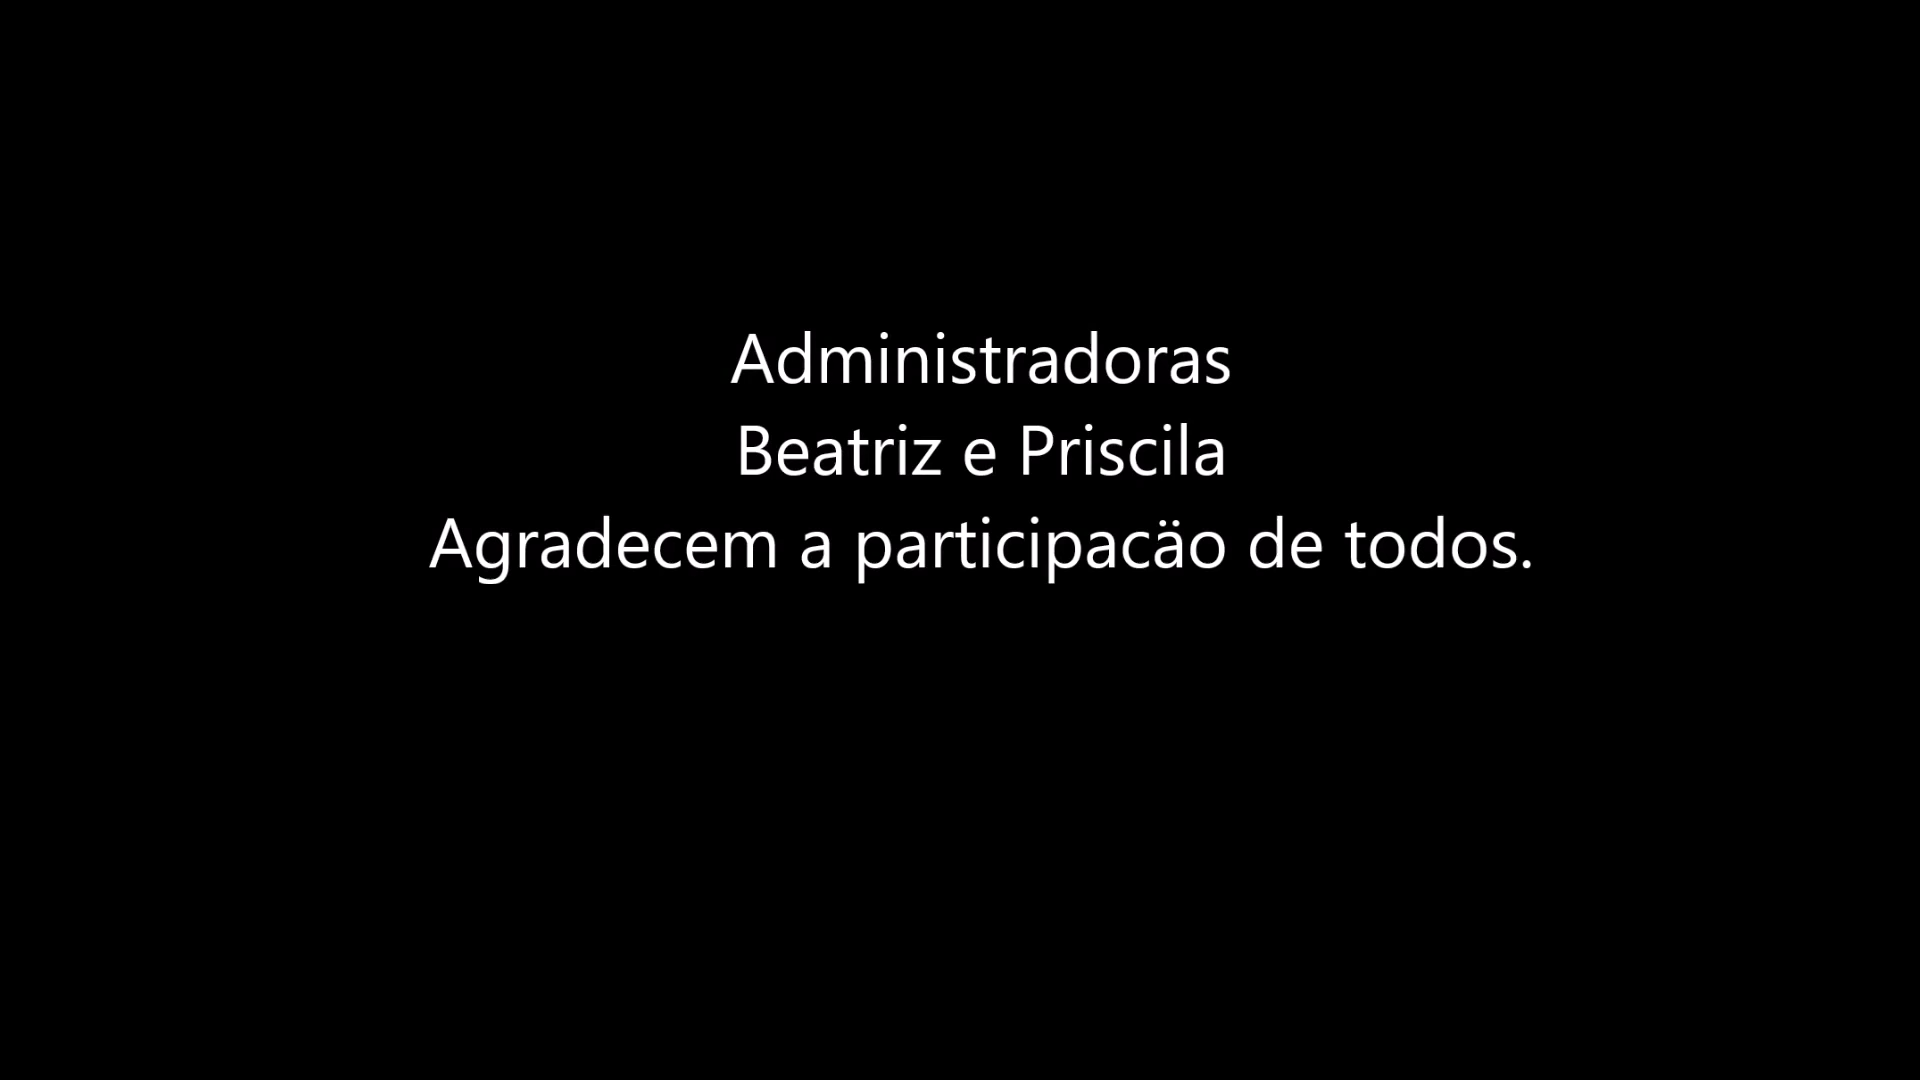 Administradoras
Beatriz e Priscila
Agradecem a participacäo de todos.